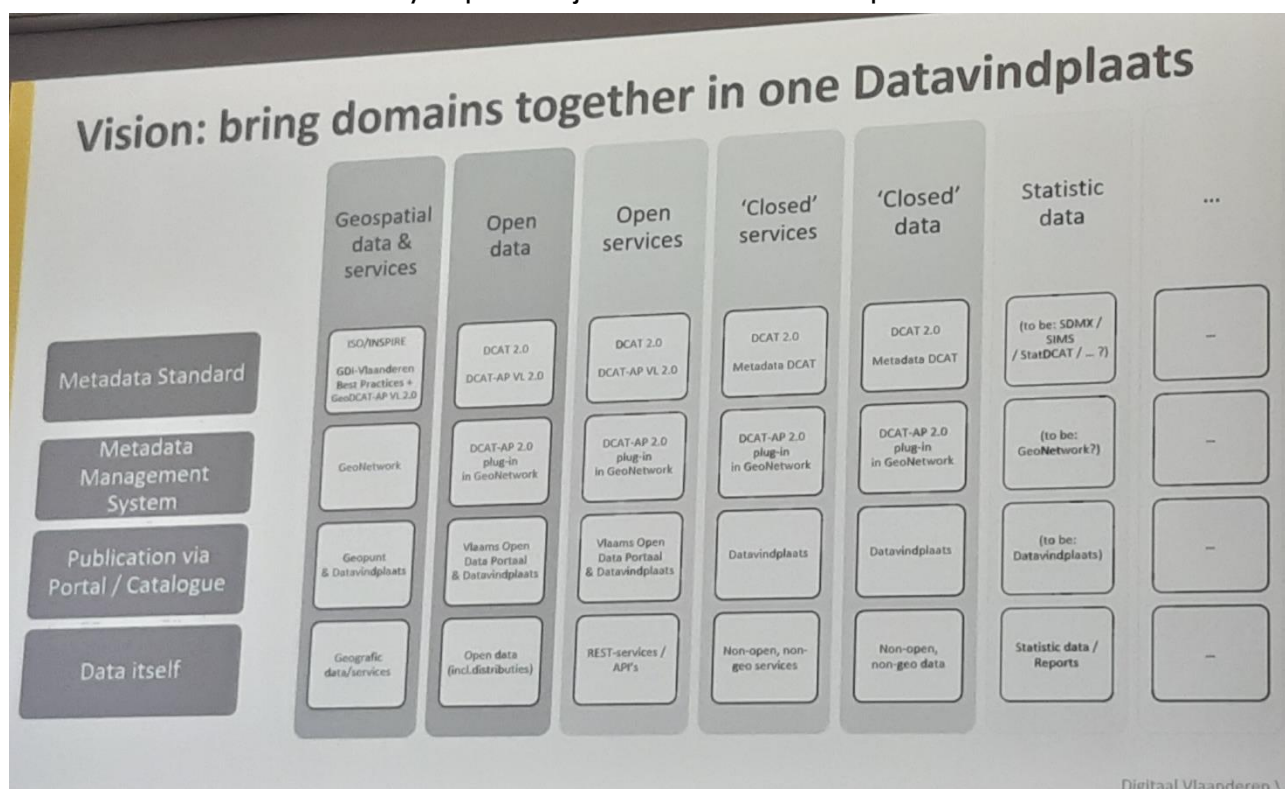 Vision: bring domains together in one Datavindplaats
Geospatial
data &
services
Open
data
Open
services
'Closed'
services
'Closed'
data
Statistic
data
...
Metadata Standard
ISO/INSPIRE
GDI-Vlaanderen
Best Practices +
GeoDCAT-AP VL 2.0
DCAT 2.0
DCAT-AP VL 2.0
DCAT 2.0
DCAT-AP VL 2.0
DCAT 2.0
Metadata DCAT
DCAT 2.0
Metadata DCAT
(to be: SDMX /
SIMS
/ StatDCAT / ... ?)
...
Metadata
Management
System
GeoNetwork
DCAT-AP 2.0
plug-in
in GeoNetwork
DCAT-AP 2.0
plug-in
in GeoNetwork
DCAT-AP 2.0
plug-in
in GeoNetwork
DCAT-AP 2.0
plug-in
in GeoNetwork
(to be:
GeoNetwork?)
...
Publication via
Portal / Catalogue
Geopunt
& Datavindplaats
Vlaams Open
Data Portaal
& Datavindplaats
Vlaams Open
Data Portaal
& Datavindplaats
Datavindplaats
Datavindplaats
(to be:
Datavindplaats)
...
Data itself
Geografic
data/services
Open data
(incl.distributies)
REST-services /
API's
Non-open, non-
geo services
Non-open,
non-geo data
Statistic data /
Reports
...
Digitaal Vlaanderen \